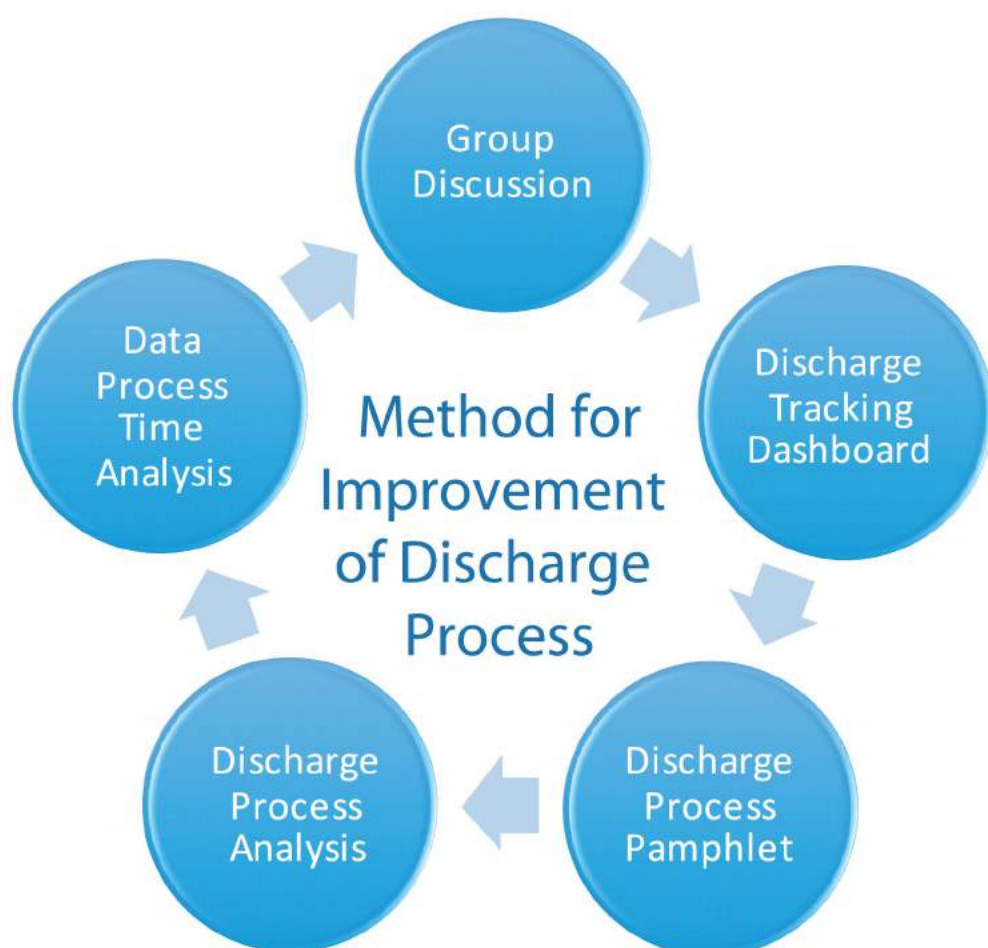 Group
Discussion
Discharge
Tracking
Dashboard
Discharge
Process
Pamphlet
Discharge
Process
Analysis
Data
Process
Time
Analysis
Method for
Improvement
of Discharge
Process